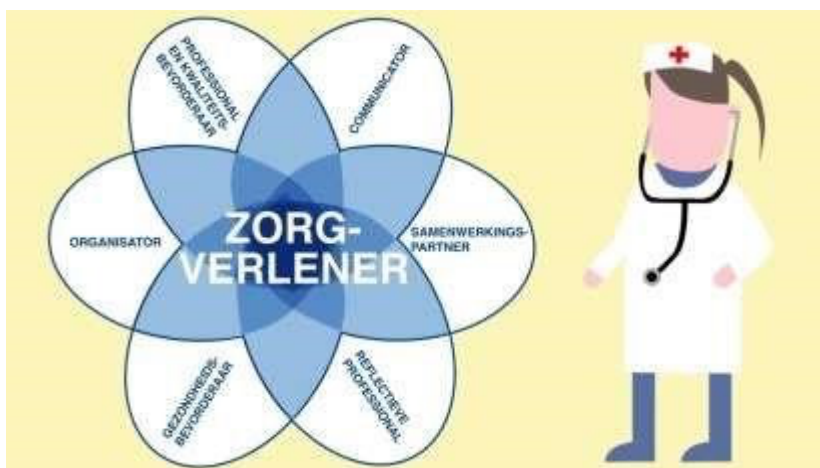 PROFESSIONAL
EN KWALITEITS-
BEVORDERAAR
COMMUNICATOR
ORGANISATOR
ZORG-
VERLENER
SAMENWERKINGS-
PARTNER
GEZONDHEIDS-
BEVORDERAAR
REFLECTIEVE
PROFESSIONAL